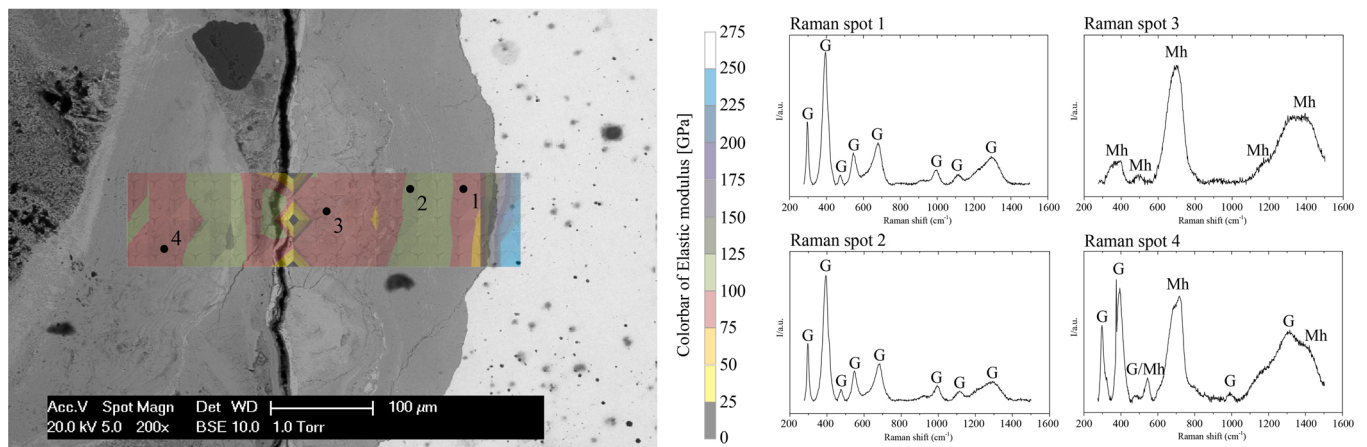 1
2
3
4
Acc.V Spot Magn Det WD 100 µm
20.0 kV 5.0 200x BSE 10.0 1.0 Torr
Colorbar of Elastic modulus [GPa]
275
250
225
200
175
150
125
100
75
50
25
0
Raman spot 1
I/a.u.
G
G
G
G
G
G
G
G
200 400 600 800 1000 1200 1400 1600
Raman shift (cm-1)
Raman spot 3
I/a.u.
Mh
Mh
Mh
Mh
Mh
200 400 600 800 1000 1200 1400 1600
Raman shift (cm-1)
Raman spot 2
I/a.u.
G
G
G
G
G
G
G
G
200 400 600 800 1000 1200 1400 1600
Raman shift (cm-1)
Raman spot 4
I/a.u.
G
G
G/Mh
Mh
G
G
Mh
200 400 600 800 1000 1200 1400 1600
Raman shift (cm-1)